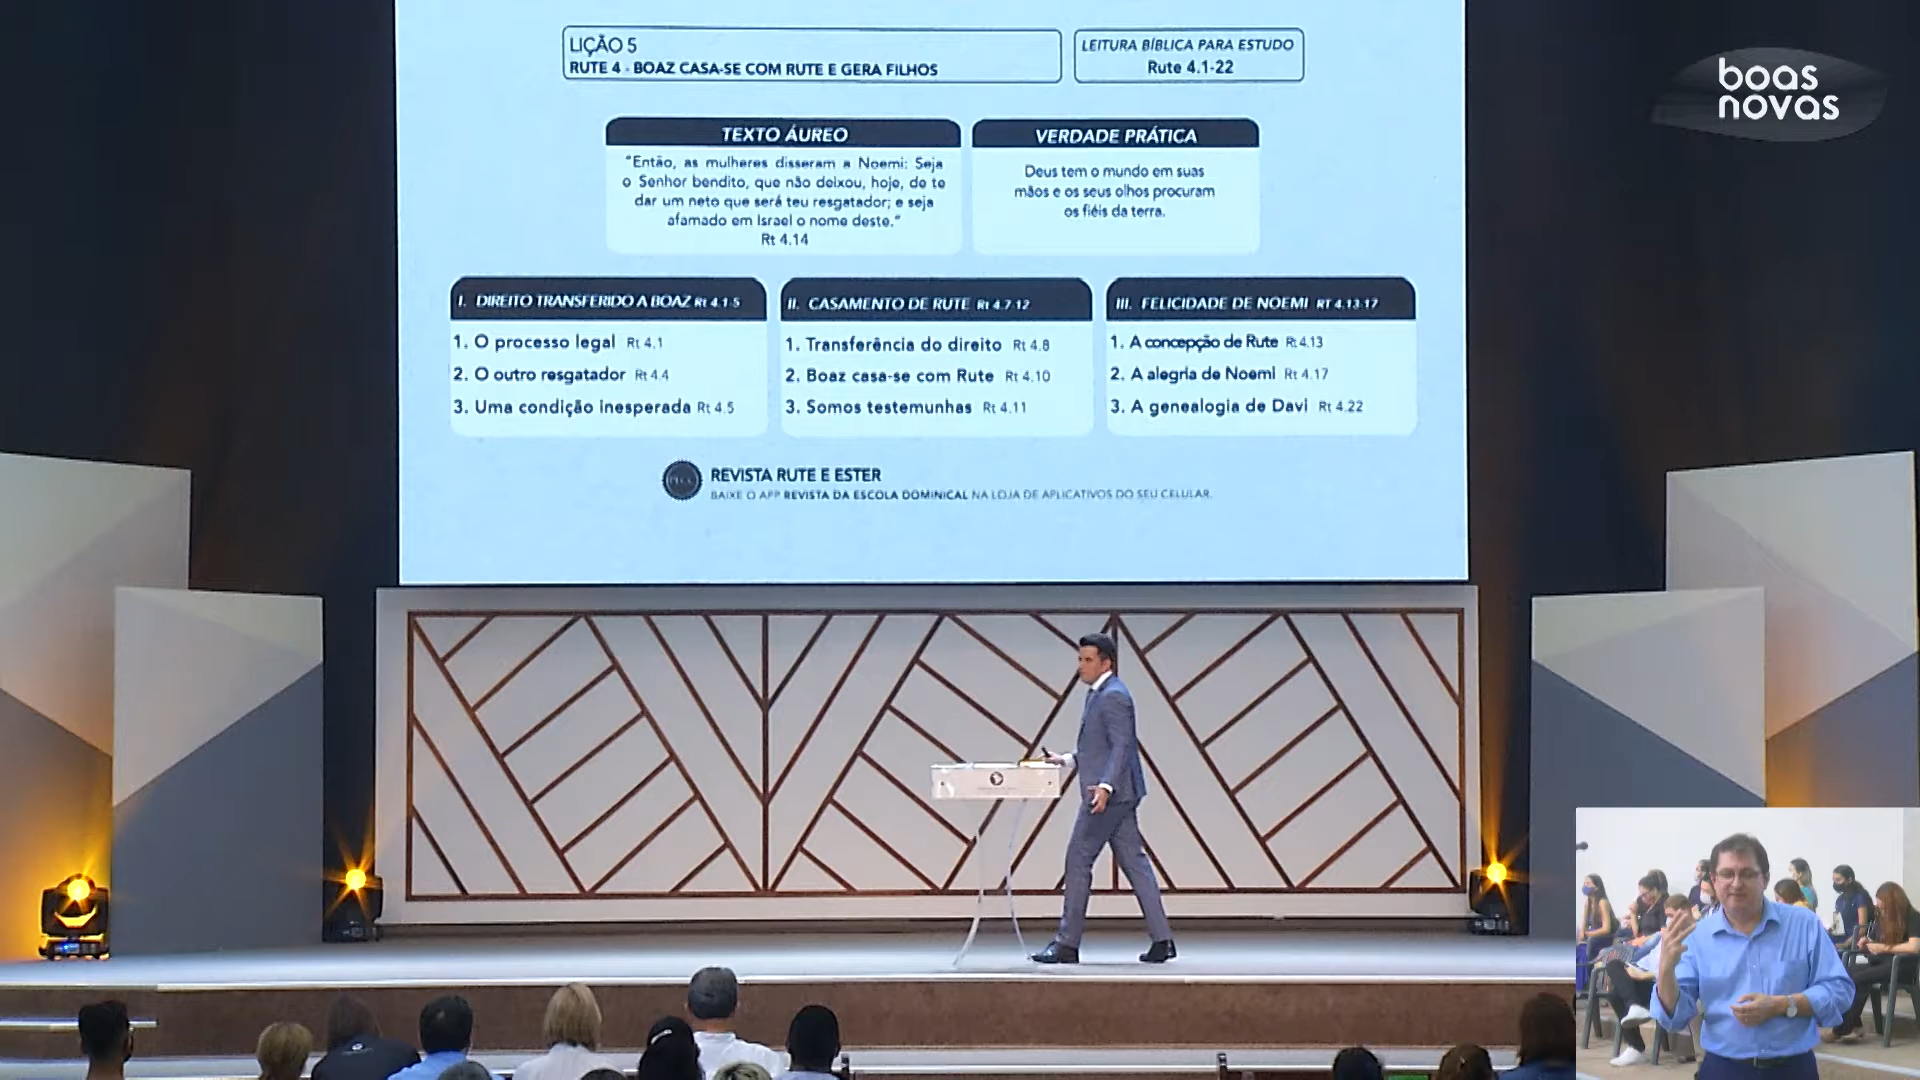 LIÇÃO 5
RUTE 4 - BOAZ CASA-SE COM RUTE E GERA FILHOS
LEITURA BÍBLICA PARA ESTUDO
Rute 4.1-22
boas
novas
TEXTO ÁUREO
"Então, as mulheres disseram a Noemi: Seja
o Senhor bendito, que não deixou, hoje, de te
dar um neto que será teu resgatador; e seja
afamado em Israel o nome deste."
Rt 4.14
VERDADE PRÁTICA
Deus tem o mundo em suas
mãos e os seus olhos procuram
os fiéis da terra.
I. DIREITO TRANSFERIDO A BOAZ Rt 4.1-5
1. O processo legal Rt 4.1
2. O outro resgatador Rt 4.4
3. Uma condição inesperada Rt 4.5
II. CASAMENTO DE RUTE Rt 4.7-12
1. Transferência do direito Rt 4.8
2. Boaz casa-se com Rute Rt 4.10
3. Somos testemunhas Rt 4.11
III. FELICIDADE DE NOEMI RT 4.13-17
1. A concepção de Rute Rt 4.13
2. A alegria de Noemi Rt 4.17
3. A genealogia de Davi Rt 4.22
REVISTA RUTE E ESTER
BAIXE O APP REVISTA DA ESCOLA DOMINICAL NA LOJA DE APLICATIVOS DO SEU CELULAR.